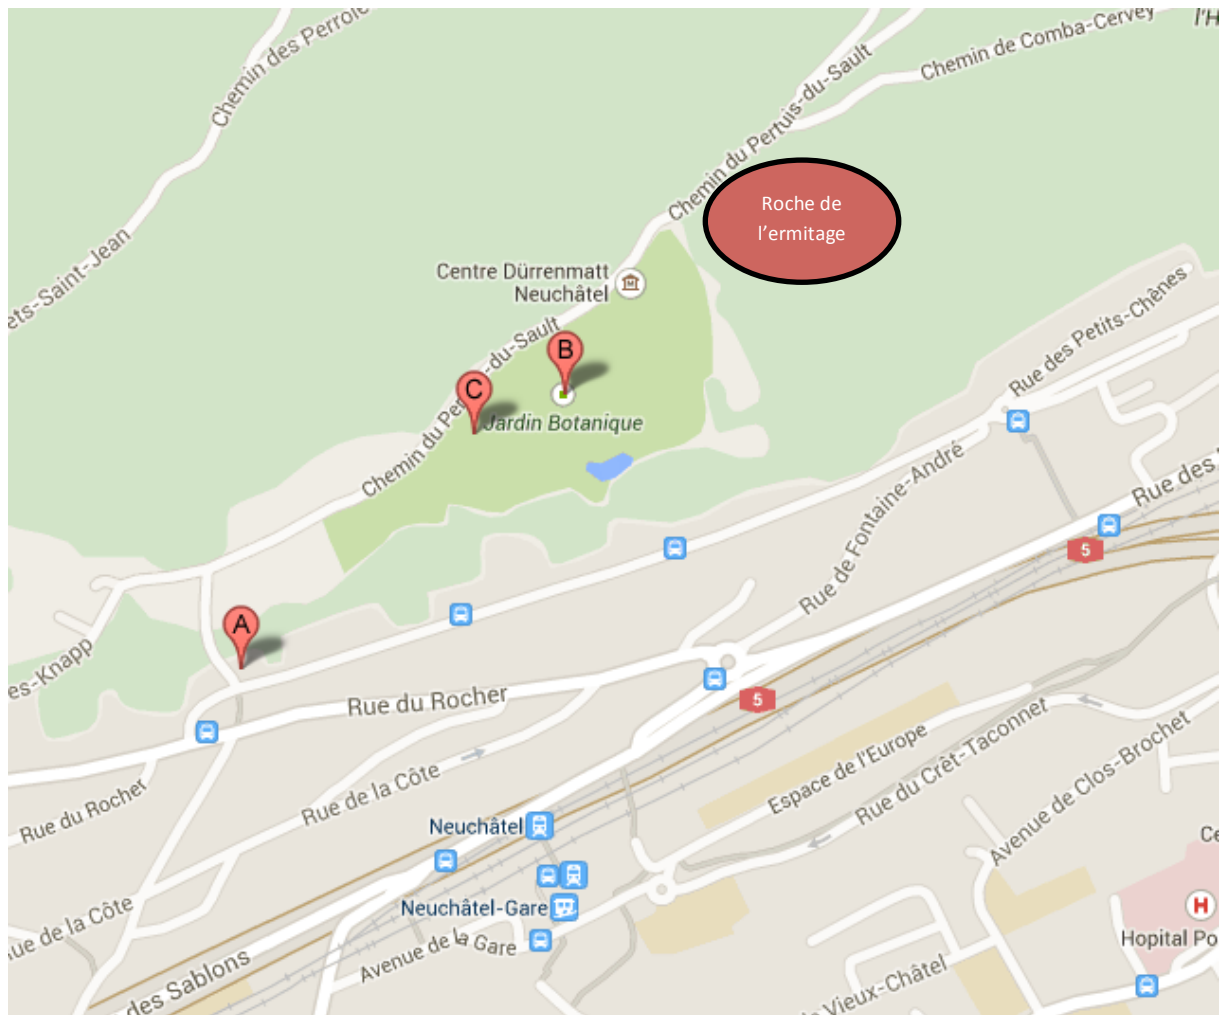 Chemin des Perrole
l'H
Chemin de Comba-Cervey
Chemin du Pertuis-du-Sault
Roche de
l'ermitage
ets-Saint-Jean
Centre Dürrenmatt
Neuchâtel
Rue des Petits-Chênes
B
C
Chemin du Per -du-Sault
Jardin Botanique
Rue de Fontaine-André
Rue des
5
A
es-Knapp
Rue du Rocher
5
Espace de l'Europe
Rue du Crêt-Taconnet
Avenue de Clos-Brochet
Rue de la Côte
Rue du Rocher
Neuchâtel
Ce
Neuchâtel-Gare
H
Hopital Po
ue de la Côte
Avenue de la Gare
des Sablons
Vieux-Châtel